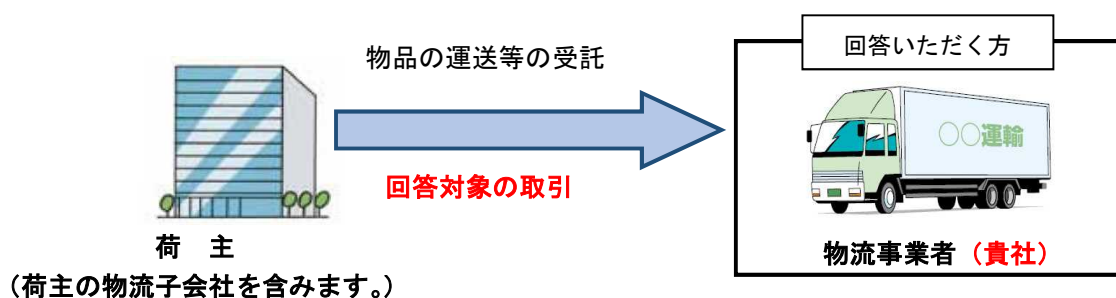 回答いただく方
物品の運送等の受託
○○運輸
回答対象の取引
荷 主
物流事業者（貴社）
（荷主の物流子会社を含みます。）